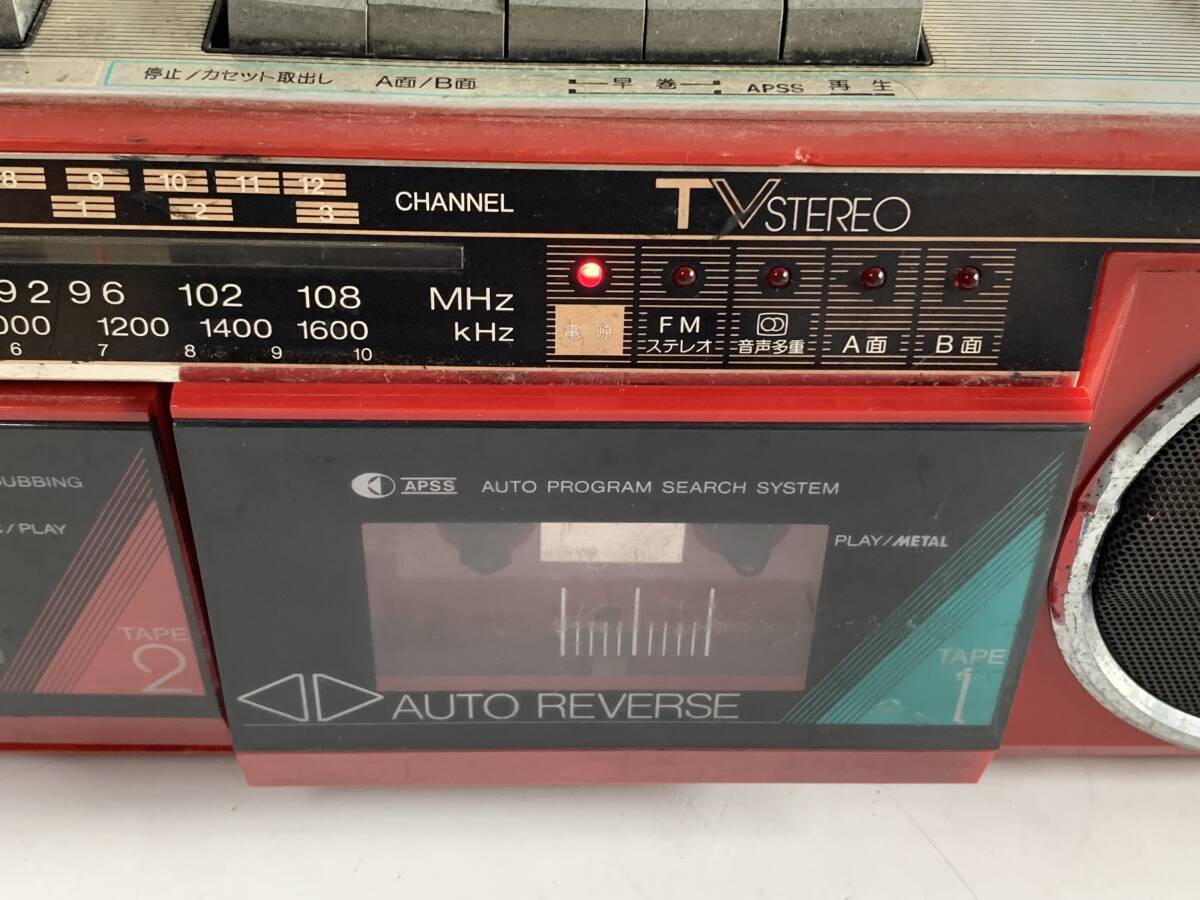 停止/カセット取出し A面/B面 早巻 APSS 再生
8 9 10 11 12 CHANNEL TV STEREO
1 2 3
92 96 102 108 MHz
1200 1400 1600 kHz
6 7 8 9 10
電源 FM ステレオ 音声多重 A面 B面
APSS AUTO PROGRAM SEARCH SYSTEM
PLAY/METAL
/PLAY
TAPE 2
TAPE 1
AUTO REVERSE